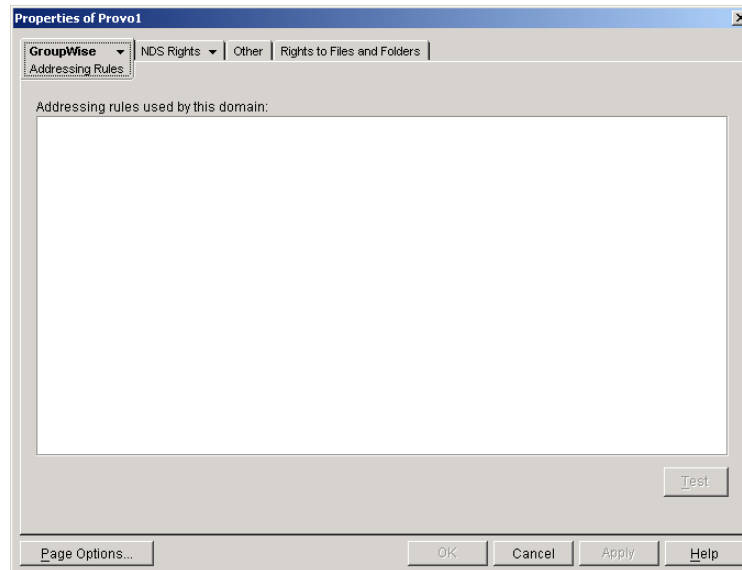 Properties of Provo1
GroupWise NDS Rights Other Rights to Files and Folders
Addressing Rules
Addressing rules used by this domain:
Test
Page Options... OK Cancel Apply Help